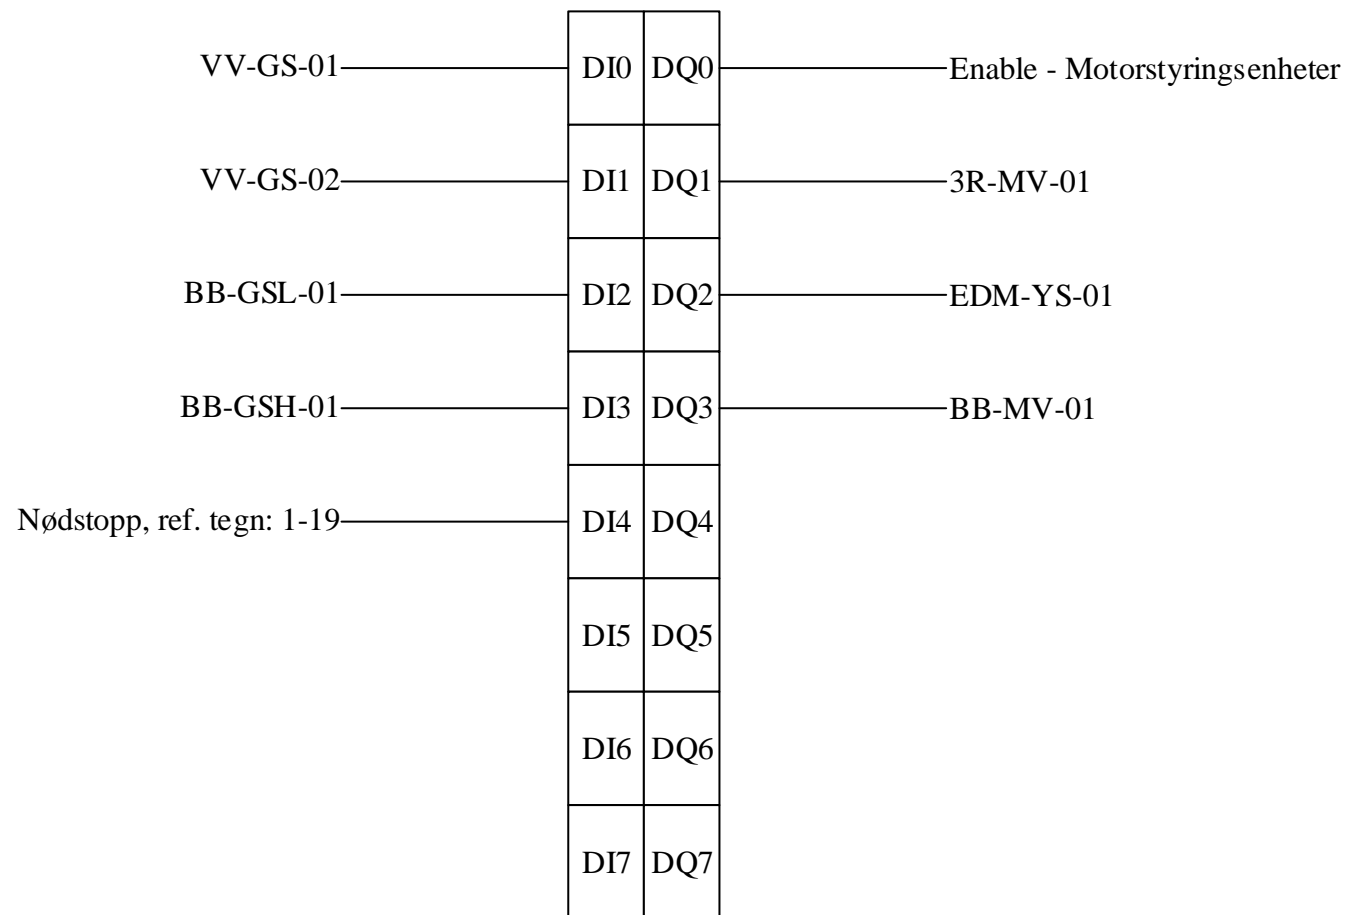 VV-GS-01 DI0 DQ0 Enable - Motorstyringsenheter
VV-GS-02 DI1 DQ1 3R-MV-01
BB-GSL-01 DI2 DQ2 EDM-YS-01
BB-GSH-01 DI3 DQ3 BB-MV-01
Nødstopp, ref. tegn: 1-19 DI4 DQ4
DI5 DQ5
DI6 DQ6
DI7 DQ7